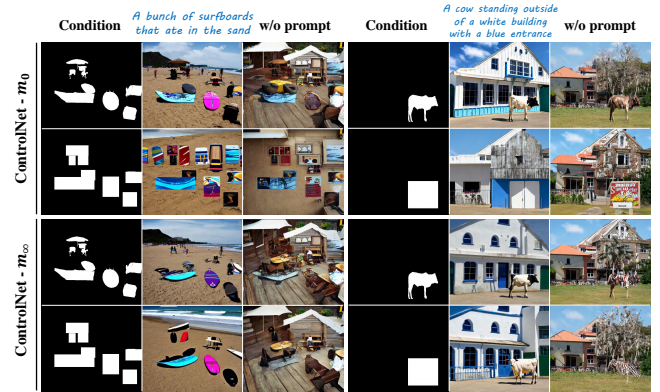 Condition
A bunch of surfboards
that ate in the sand
w/o prompt
Condition
A cow standing outside
of a white building
with a blue entrance
w/o prompt
ControlNet - m₀
ControlNet - m∞